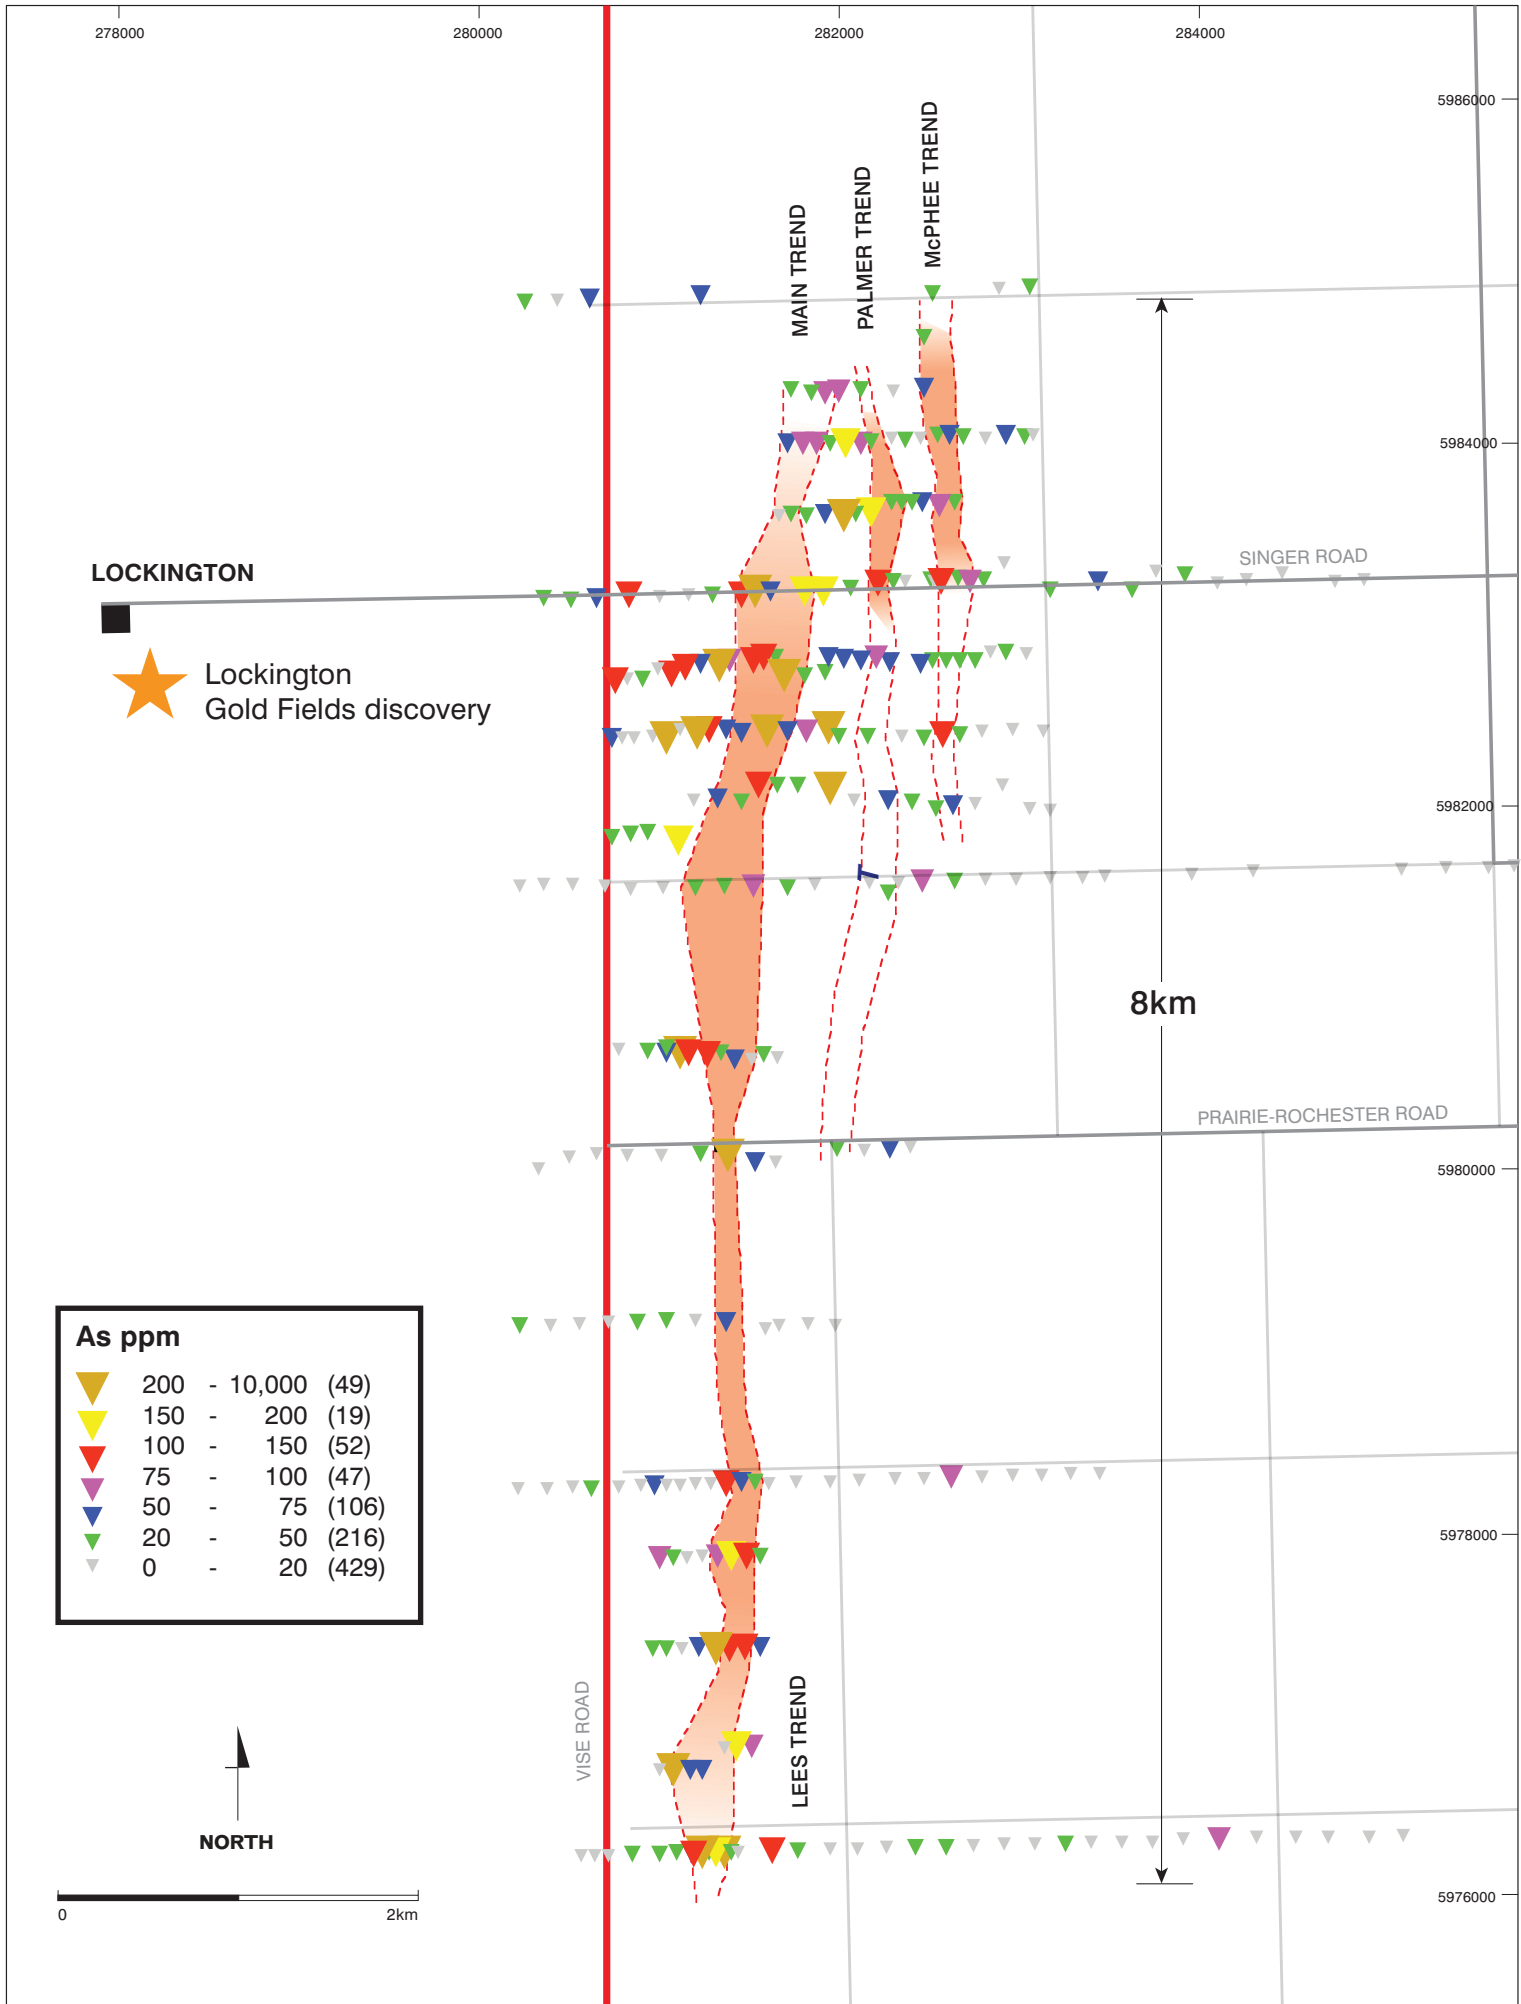 278000
280000
282000
284000
5986000
McPHEE TREND
PALMER TREND
MAIN TREND
5984000
SINGER ROAD
LOCKINGTON
Lockington
Gold Fields discovery
5982000
8km
PRAIRIE-ROCHESTER ROAD
5980000
As ppm
200 - 10,000 (49)
150 - 200 (19)
100 - 150 (52)
75 - 100 (47)
50 - 75 (106)
20 - 50 (216)
0 - 20 (429)
5978000
VISE ROAD
LEES TREND
NORTH
5976000
0
2km